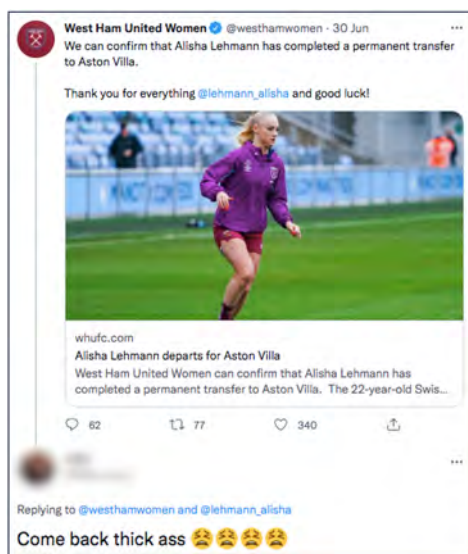 West Ham United Women @westhamwomen · 30 Jun
We can confirm that Alisha Lehmann has completed a permanent transfer
to Aston Villa.
Thank you for everything @lehmann_alisha and good luck!
whufc.com
Alisha Lehmann departs for Aston Villa
West Ham United Women can confirm that Alisha Lehmann has
completed a permanent transfer to Aston Villa. The 22-year-old Swis...
62 77 340
Replying to @westhamwomen and @lehmann_alisha
Come back thick ass 😫😫😫😫